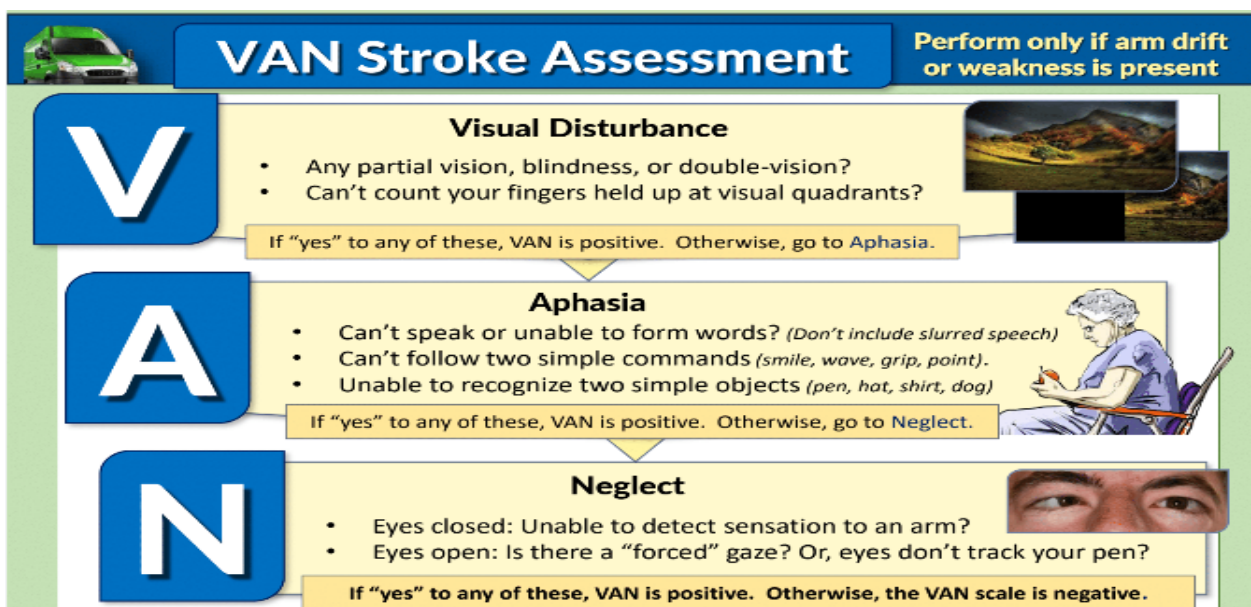 VAN Stroke Assessment
Perform only if arm drift
or weakness is present
V
Visual Disturbance
• Any partial vision, blindness, or double-vision?
• Can’t count your fingers held up at visual quadrants?
If “yes” to any of these, VAN is positive. Otherwise, go to Aphasia.
A
Aphasia
• Can’t speak or unable to form words? (Don’t include slurred speech)
• Can’t follow two simple commands (smile, wave, grip, point).
• Unable to recognize two simple objects (pen, hat, shirt, dog)
If “yes” to any of these, VAN is positive. Otherwise, go to Neglect.
N
Neglect
• Eyes closed: Unable to detect sensation to an arm?
• Eyes open: Is there a “forced” gaze? Or, eyes don’t track your pen?
If “yes” to any of these, VAN is positive. Otherwise, the VAN scale is negative.